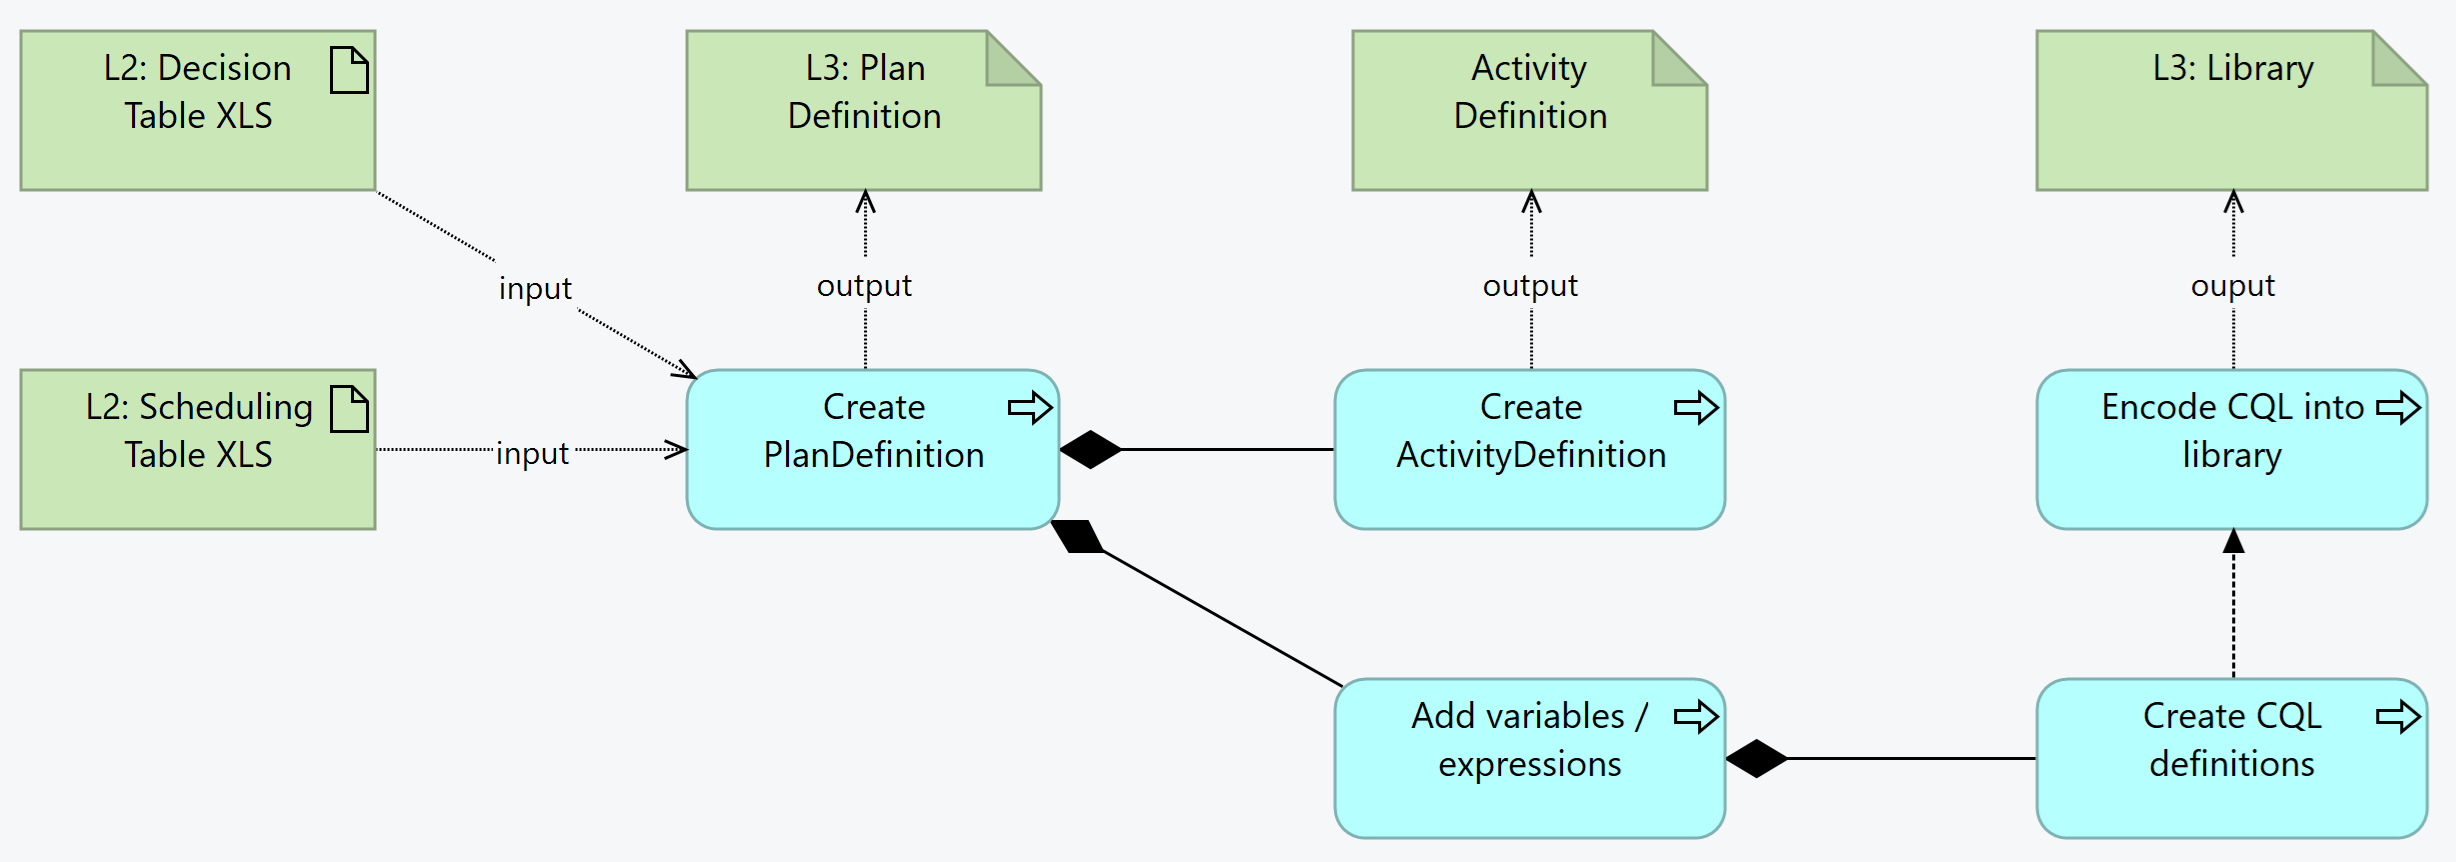 L2: Decision
Table XLS
L3: Plan
Definition
Activity
Definition
L3: Library
input
output
output
ouput
L2: Scheduling
Table XLS
input
Create
PlanDefinition
Create
ActivityDefinition
Encode CQL into
library
Add variables /
expressions
Create CQL
definitions